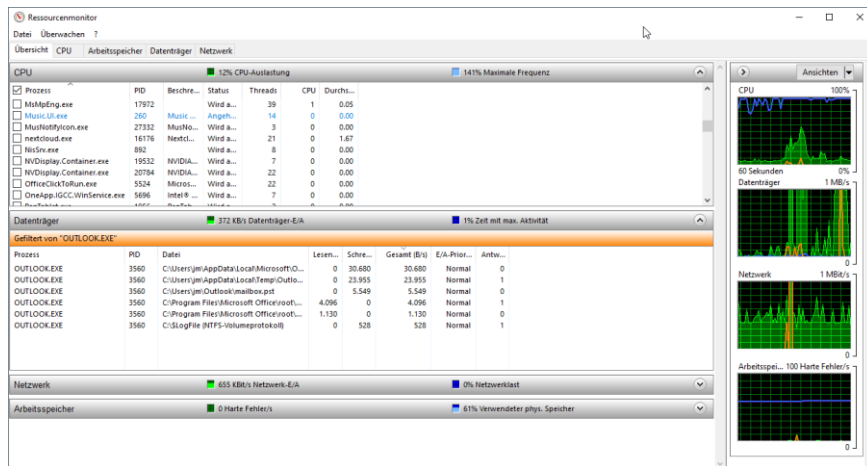 Ressourcenmonitor
Datei Überwachen ?
Übersicht CPU Arbeitsspeicher Datenträger Netzwerk
CPU 12% CPU-Auslastung 141% Maximale Frequenz
Prozess PID Beschre... Status Threads CPU Durchs...
MsMpEng.exe 17972 Wird a... 39 1 0.05
Music.UI.exe 260 Music ... Angeh... 14 0 0.00
MusNotifyIcon.exe 27332 MusNo... Wird a... 3 0 0.00
nextcloud.exe 16176 Nextcl... Wird a... 21 0 1.67
NisSrv.exe 892 Wird a... 8 0 0.00
NVDisplay.Container.exe 19532 NVIDIA... Wird a... 7 0 0.00
NVDisplay.Container.exe 20784 NVIDIA... Wird a... 22 0 0.00
OfficeClickToRun.exe 5524 Micros... Wird a... 22 0 0.00
OneApp.IGCC.WinService.exe 5696 Intel® ... Wird a... 7 0 0.00
Datenträger 372 KB/s Datenträger-E/A 1% Zeit mit max. Aktivität
Gefiltert von "OUTLOOK.EXE"
Prozess PID Datei Lesen... Schre... Gesamt (B/s) E/A-Prior... Antw...
OUTLOOK.EXE 3560 C:\Users\jm\AppData\Local\Microsoft\O... 0 30.680 30.680 Normal 0
OUTLOOK.EXE 3560 C:\Users\jm\AppData\Local\Temp\Outlo... 0 23.955 23.955 Normal 1
OUTLOOK.EXE 3560 C:\Users\jm\Outlook\mailbox.pst 0 5.549 5.549 Normal 0
OUTLOOK.EXE 3560 C:\Program Files\Microsoft Office\root\... 4.096 0 4.096 Normal 1
OUTLOOK.EXE 3560 C:\Program Files\Microsoft Office\root\... 1.130 0 1.130 Normal 0
OUTLOOK.EXE 3560 C:\$LogFile (NTFS-Volumeprotokoll) 0 528 528 Normal 1
Netzwerk 655 KBit/s Netzwerk-E/A 0% Netzwerklast
Arbeitsspeicher 0 Harte Fehler/s 61% Verwendeter phys. Speicher
Ansichten
CPU 100%
60 Sekunden 0%
Datenträger 1 MB/s
0
Netzwerk 1 MBit/s
0
Arbeitsspei... 100 Harte Fehler/s
0